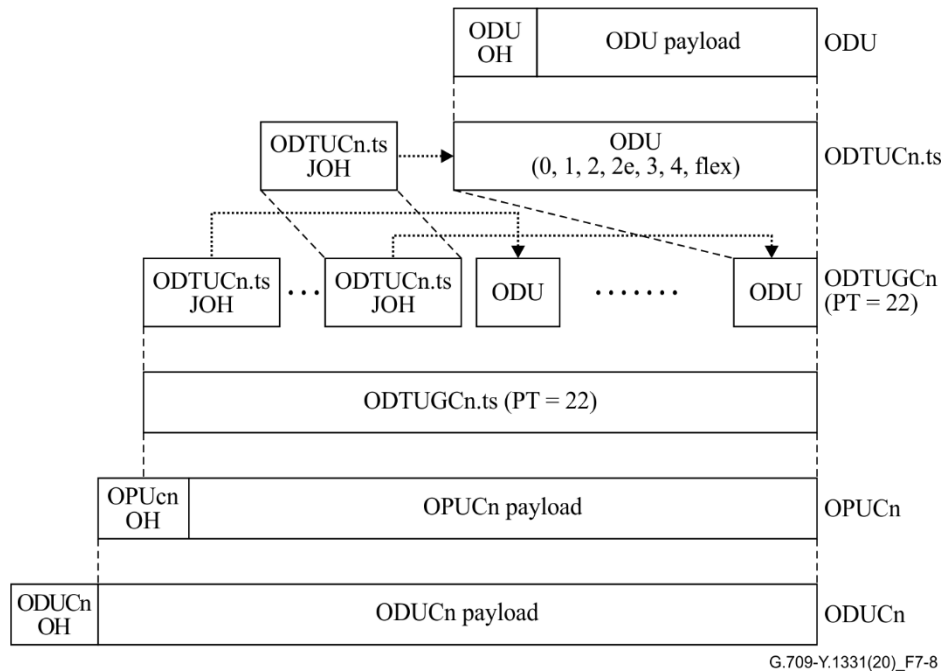 ODU
OH
ODU payload
ODU
ODTUCn.ts
JOH
ODU
(0, 1, 2, 2e, 3, 4, flex)
ODTUCn.ts
ODTUCn.ts
JOH
ODTUCn.ts
JOH
ODU
ODU
ODTUGCn
(PT = 22)
ODTUGCn.ts (PT = 22)
OPUcn
OH
OPUCn payload
OPUCn
ODUCn
OH
ODUCn payload
ODUCn
G.709-Y.1331(20)_F7-8